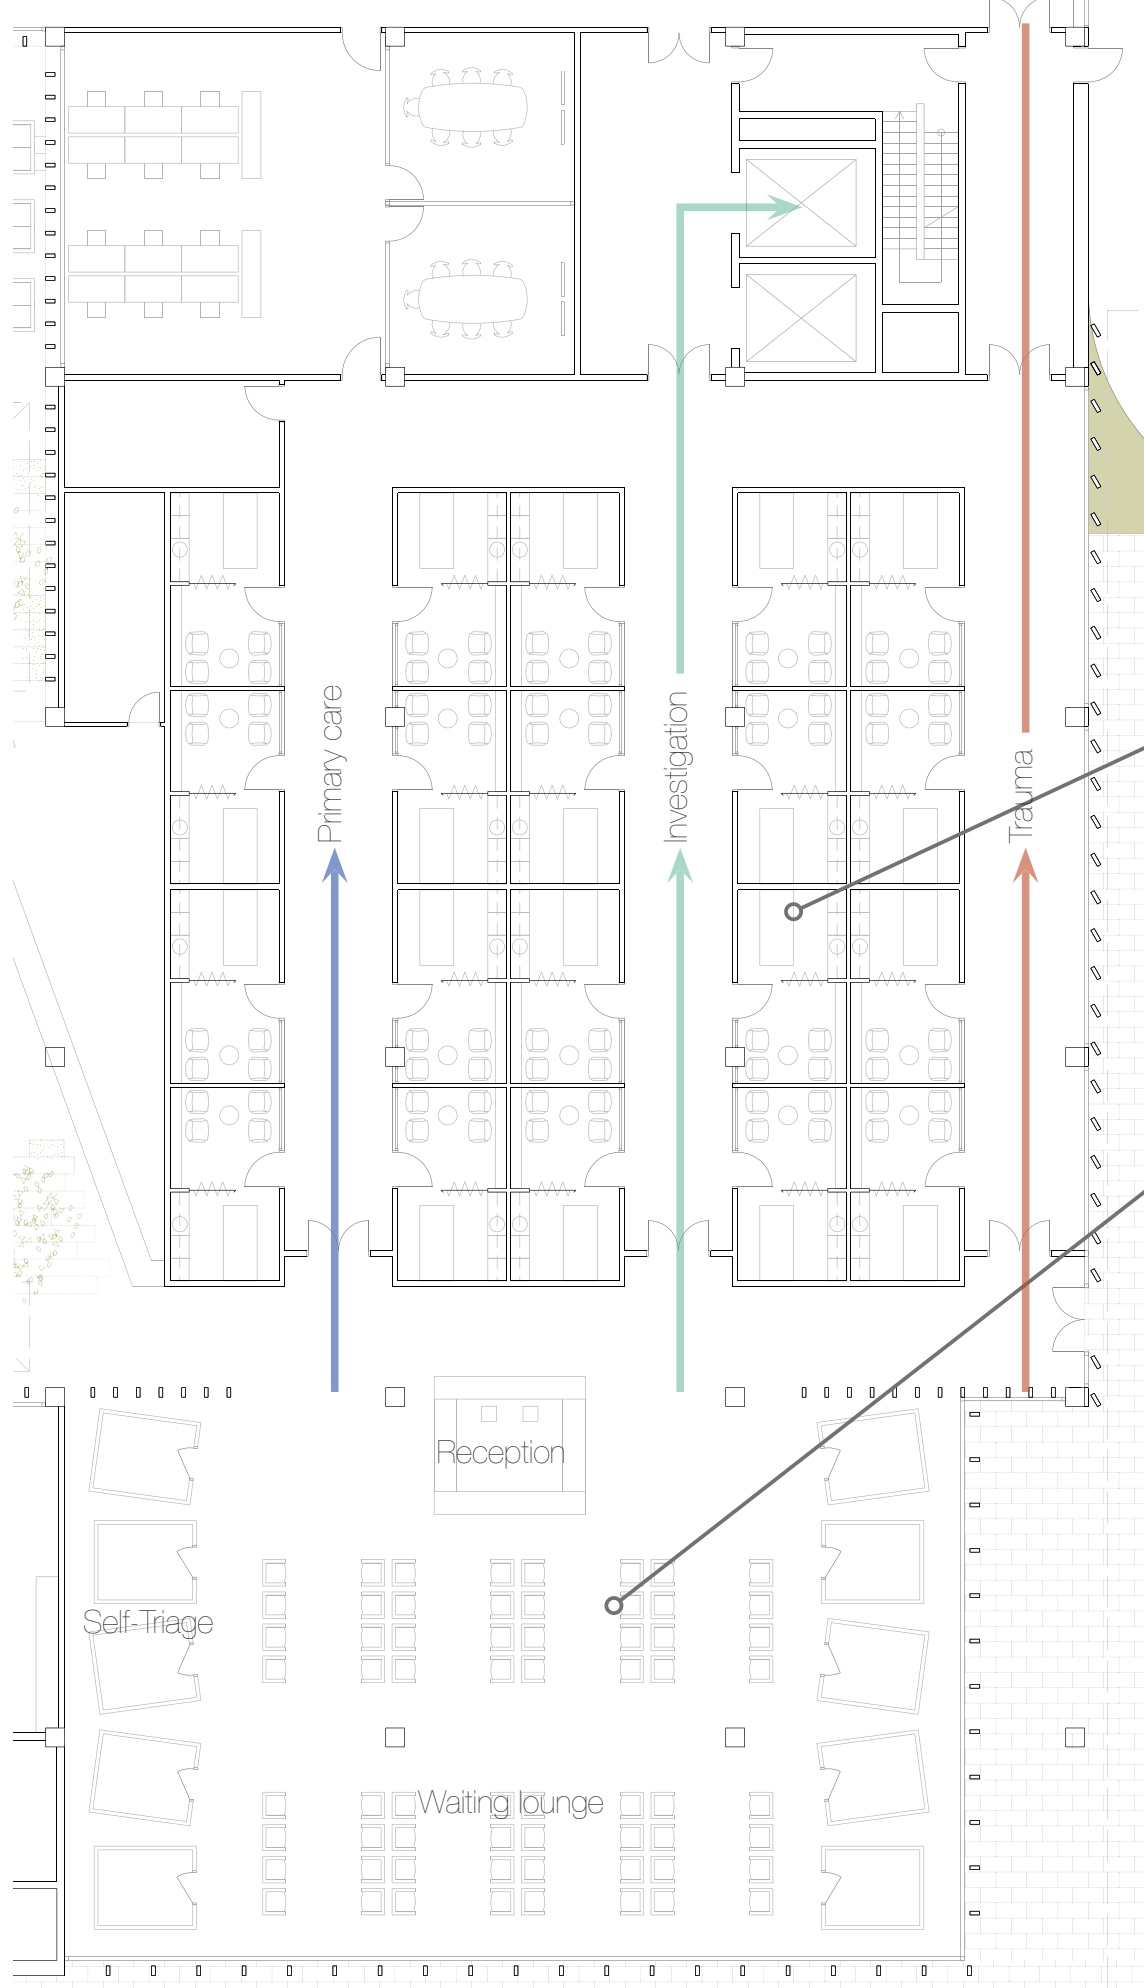 Primary care
Investigation
Trauma
Reception
Self-Triage
Waiting lounge